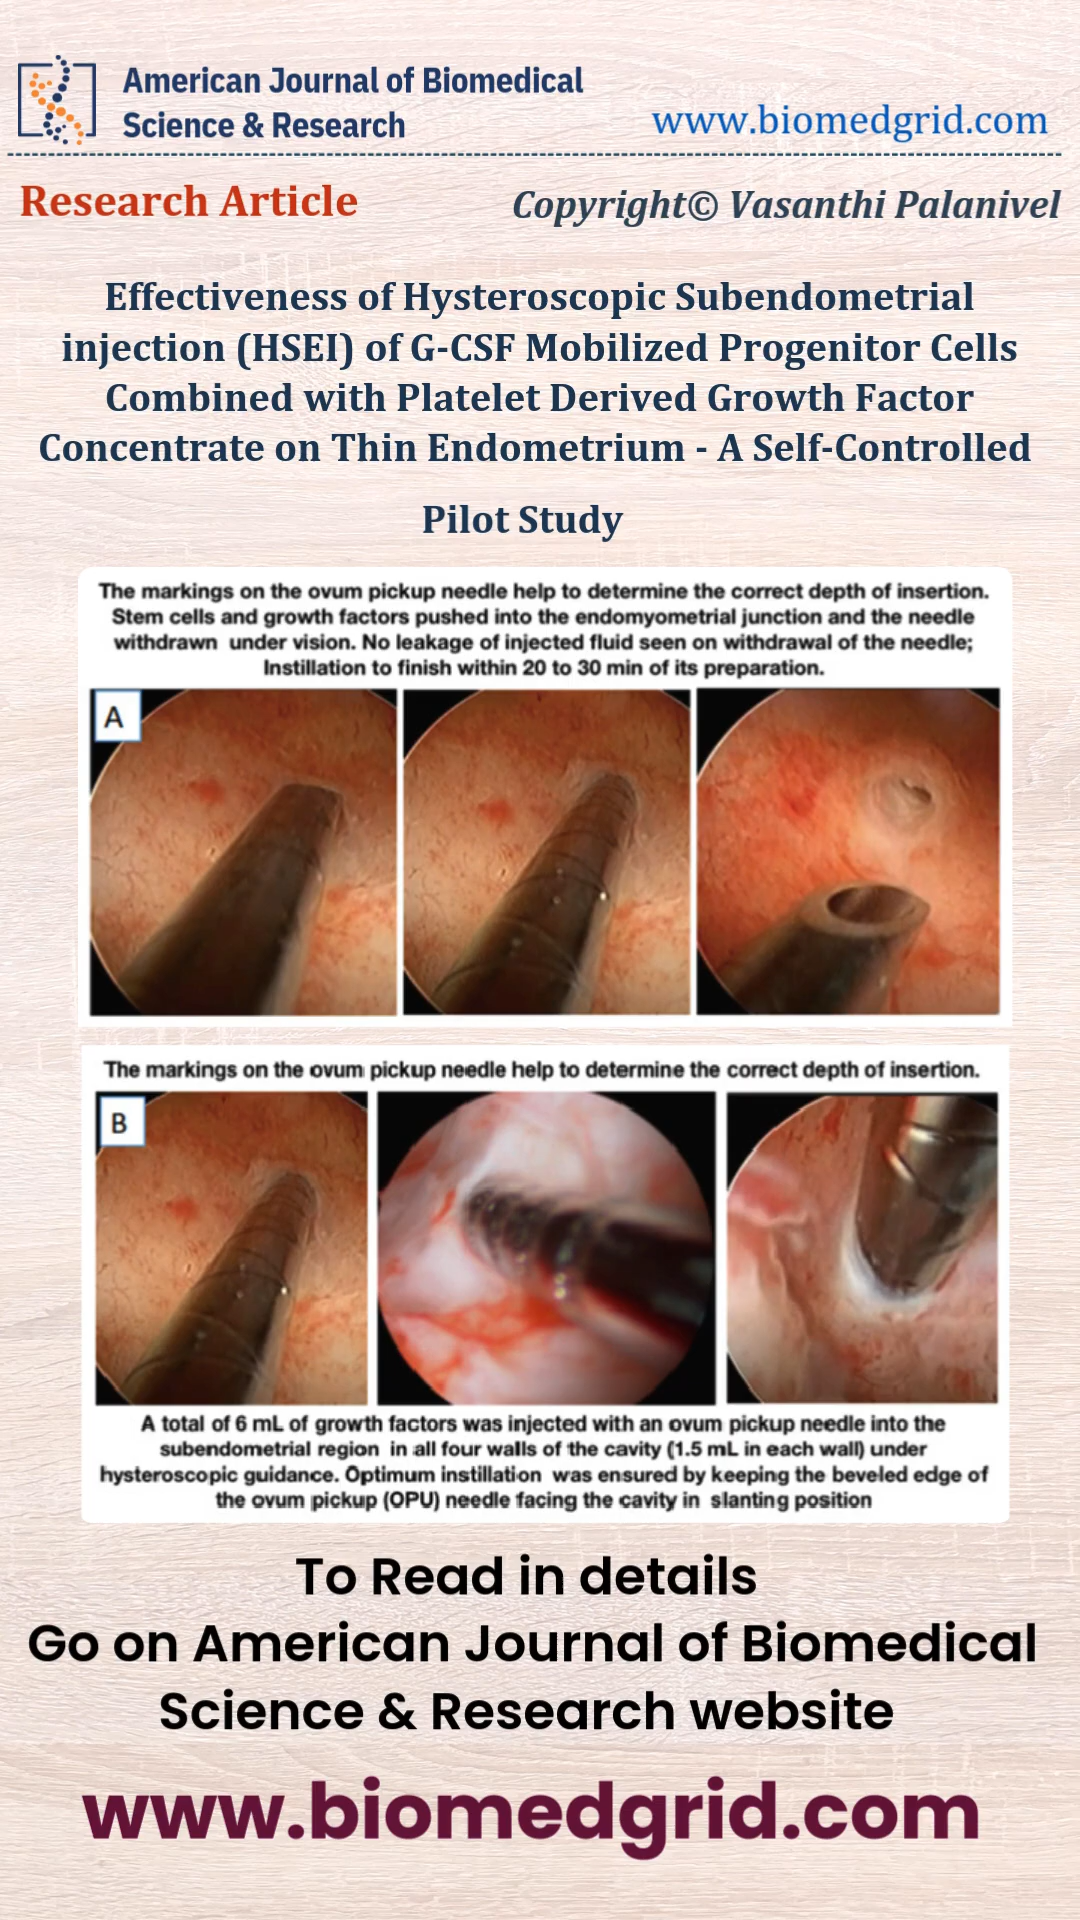 American Journal of Biomedical
Science & Research
www.biomedgrid.com
Research Article
Copyright© Vasanthi Palanivel
Effectiveness of Hysteroscopic Subendometrial
injection (HSEI) of G-CSF Mobilized Progenitor Cells
Combined with Platelet Derived Growth Factor
Concentrate on Thin Endometrium - A Self-Controlled
Pilot Study
The markings on the ovum pickup needle help to determine the correct depth of insertion.
Stem cells and growth factors pushed into the endomyometrial junction and the needle
withdrawn under vision. No leakage of injected fluid seen on withdrawal of the needle;
Instillation to finish within 20 to 30 min of its preparation.
A
The markings on the ovum pickup needle help to determine the correct depth of insertion.
B
A total of 6 mL of growth factors was injected with an ovum pickup needle into the
subendometrial region in all four walls of the cavity (1.5 mL in each wall) under
hysteroscopic guidance. Optimum instillation was ensured by keeping the beveled edge of
the ovum pickup (OPU) needle facing the cavity in slanting position
To Read in details
Go on American Journal of Biomedical
Science & Research website
www.biomedgrid.com